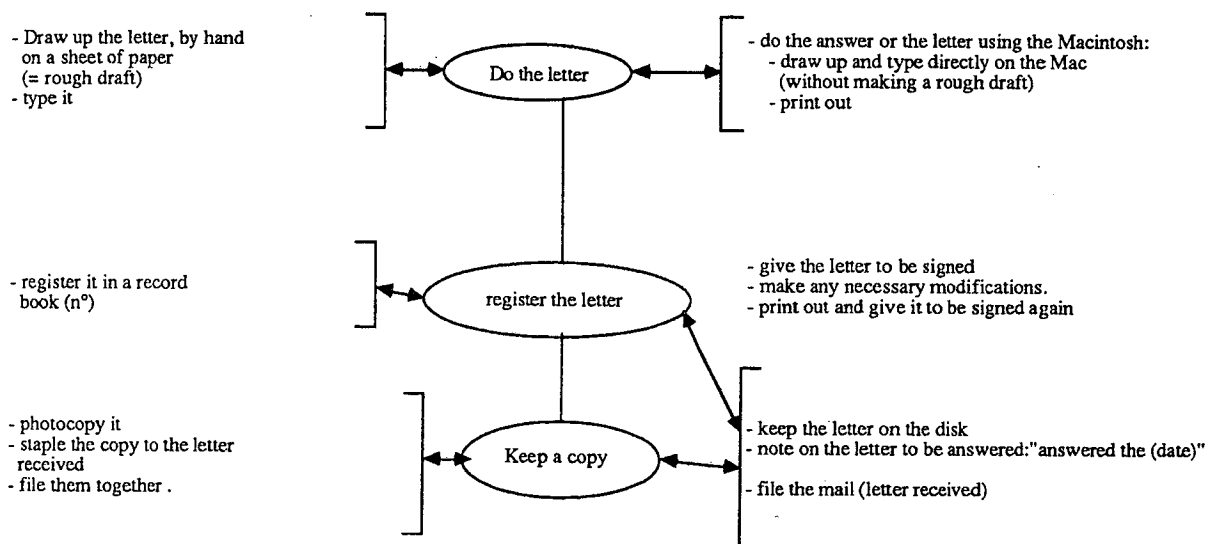 - Draw up the letter, by hand
on a sheet of paper
(= rough draft)
- type it
Do the letter
- do the answer or the letter using the Macintosh:
- draw up and type directly on the Mac
(without making a rough draft)
- print out
- register it in a record
book (n°)
register the letter
- give the letter to be signed
- make any necessary modifications.
- print out and give it to be signed again
- photocopy it
- staple the copy to the letter
received
- file them together .
Keep a copy
- keep the letter on the disk
- note on the letter to be answered:"answered the (date)"
- file the mail (letter received)